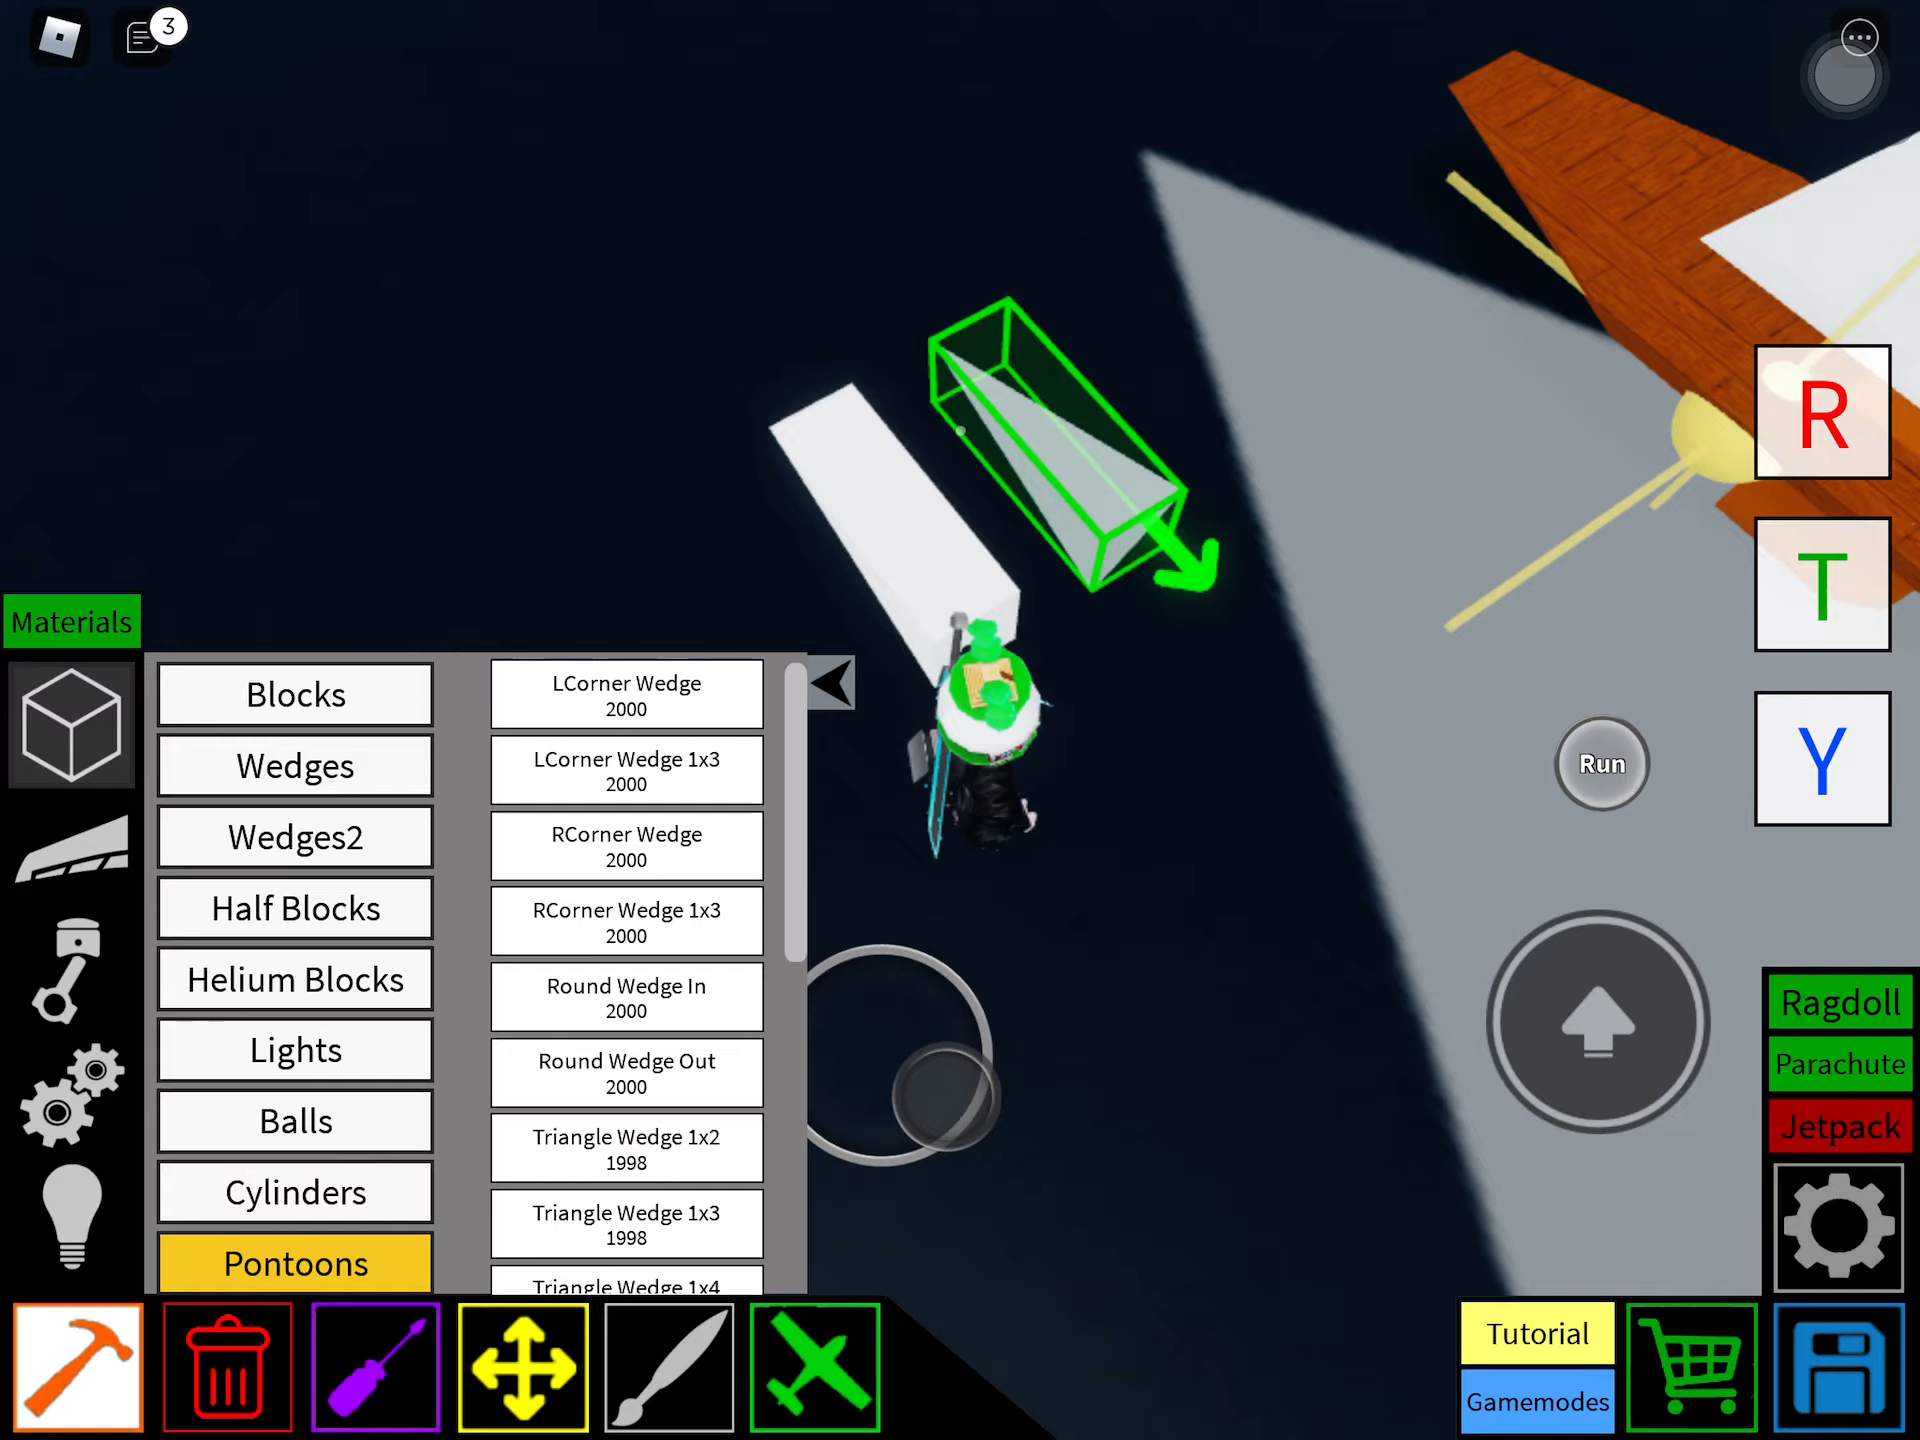 3
R
T
Y
Materials
Blocks
Wedges
Wedges2
Half Blocks
Helium Blocks
Lights
Balls
Cylinders
Pontoons
LCorner Wedge
2000
LCorner Wedge 1x3
2000
RCorner Wedge
2000
RCorner Wedge 1x3
2000
Round Wedge In
2000
Round Wedge Out
2000
Triangle Wedge 1x2
1998
Triangle Wedge 1x3
1998
Triangle Wedge 1x4
Run
Ragdoll
Parachute
Jetpack
Tutorial
Gamemodes